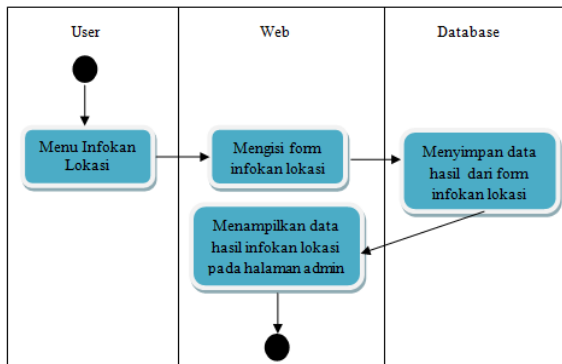 User
Web
Database
Menu Infokan
Lokasi
Mengisi form
infokan lokasi
Menyimpan data
hasil dari form
infokan lokasi
Menampilkan data
hasil infokan lokasi
pada halaman admin